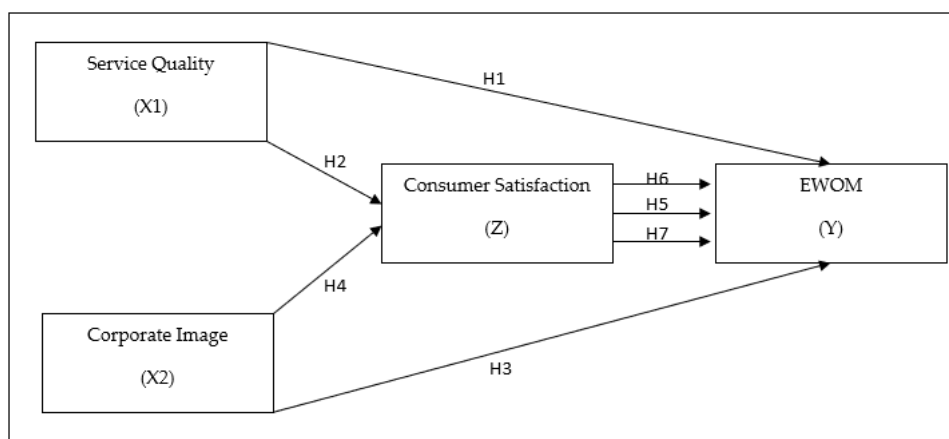 Service Quality
(X1)
H1
H2
Consumer Satisfaction
(Z)
H6
H5
H7
EWOM
(Y)
H4
Corporate Image
(X2)
H3